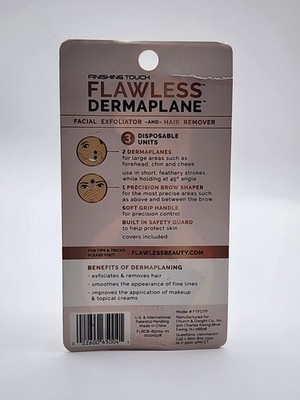 FINISHING TOUCH
FLAWLESS™
DERMAPLANE™
FACIAL EXFOLIATOR -AND- HAIR REMOVER
3 DISPOSABLE
UNITS
2 DERMAPLANES
for large areas such as
forehead, chin and cheek
use in short, feathery strokes
while holding at 45° angle
1 PRECISION BROW SHAPER
for the most precise areas such
as above and between the brow
SOFT GRIP HANDLE
for precision control
BUILT IN SAFETY GUARD
to help protect skin
covers included
FOR TIPS & TRICKS,
PLEASE VISIT
FLAWLESSBEAUTY.COM
BENEFITS OF DERMAPLANING
- exfoliates & removes hair
- smoothes the appearance of fine lines
- improves the application of makeup
& topical creams
U.S. & International
Patent(s) Pending
Made in China
Manufactured for
Church & Dwight Co., Inc.
Ewing, NJ 08628
Questions, comments?